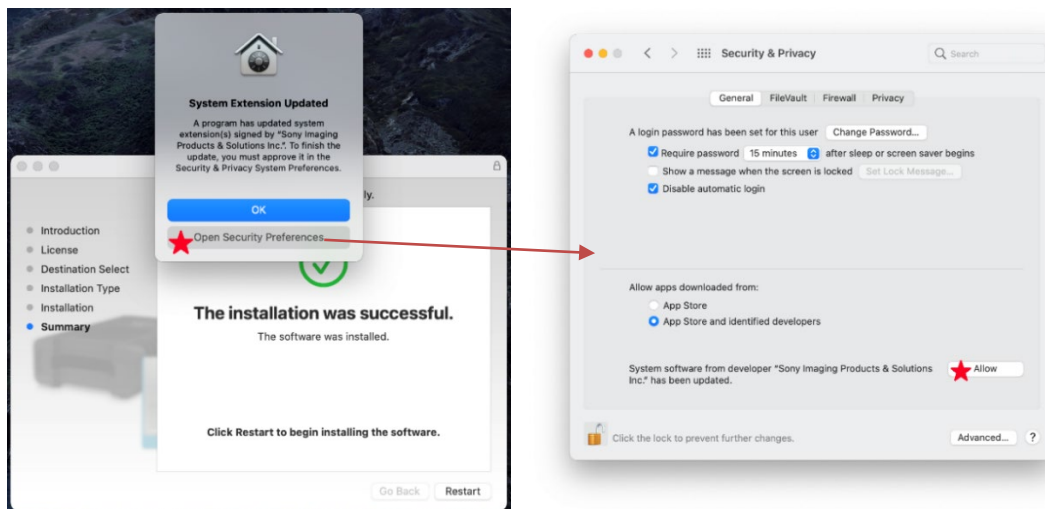 System Extension Updated
A program has updated system
extension(s) signed by "Sony Imaging
Products & Solutions Inc.". To finish the
update, you must approve it in the
Security & Privacy System Preferences.
OK
Open Security Preferences
ly.
Introduction
License
Destination Select
Installation Type
Installation
Summary
The installation was successful.
The software was installed.
Click Restart to begin installing the software.
Go Back
Restart
Security & Privacy
Search
General FileVault Firewall Privacy
A login password has been set for this user Change Password...
Require password 15 minutes after sleep or screen saver begins
Show a message when the screen is locked Set Lock Message...
Disable automatic login
Allow apps downloaded from:
App Store
App Store and identified developers
System software from developer "Sony Imaging Products & Solutions
Inc." has been updated.
Allow
Click the lock to prevent further changes.
Advanced... ?